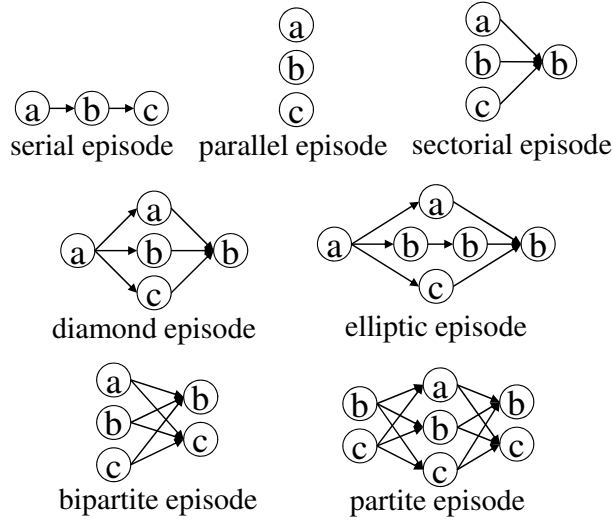 a
b
c
a b c
serial episode
parallel episode
a
b
c
b
sectorial episode
a
a
b
c
b
diamond episode
a
a
b b
c
b
elliptic episode
a
b
c
b
c
bipartite episode
b
c
a
b
c
b
c
partite episode